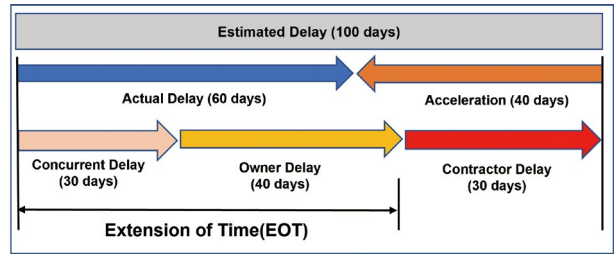 Estimated Delay (100 days)
Actual Delay (60 days)
Acceleration (40 days)
Concurrent Delay
(30 days)
Owner Delay
(40 days)
Contractor Delay
(30 days)
Extension of Time(EOT)